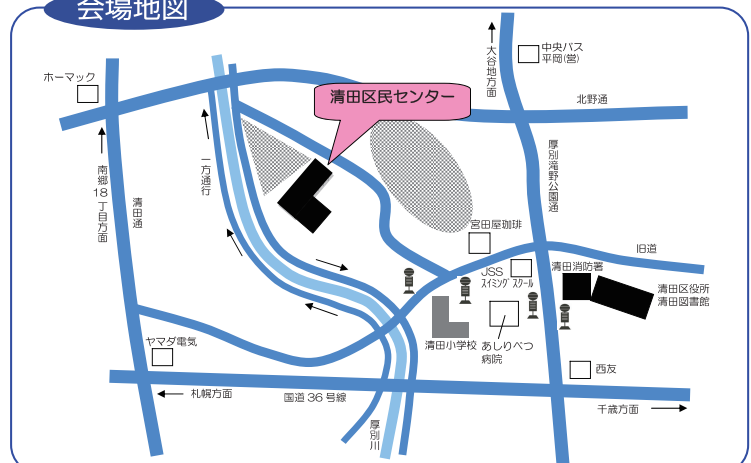 会場地図
中央バス
平岡(営)
大谷地方面
ホーマック
清田区民センター
北野通
厚別滝野公園通
一方通行
南郷18丁目方面
清田通
宮田屋珈琲
旧道
JSS
スイミングスクール
清田消防署
清田区役所
清田図書館
清田小学校
あしりべつ
病院
ヤマダ電気
西友
札幌方面
国道36号線
千歳方面
厚別川